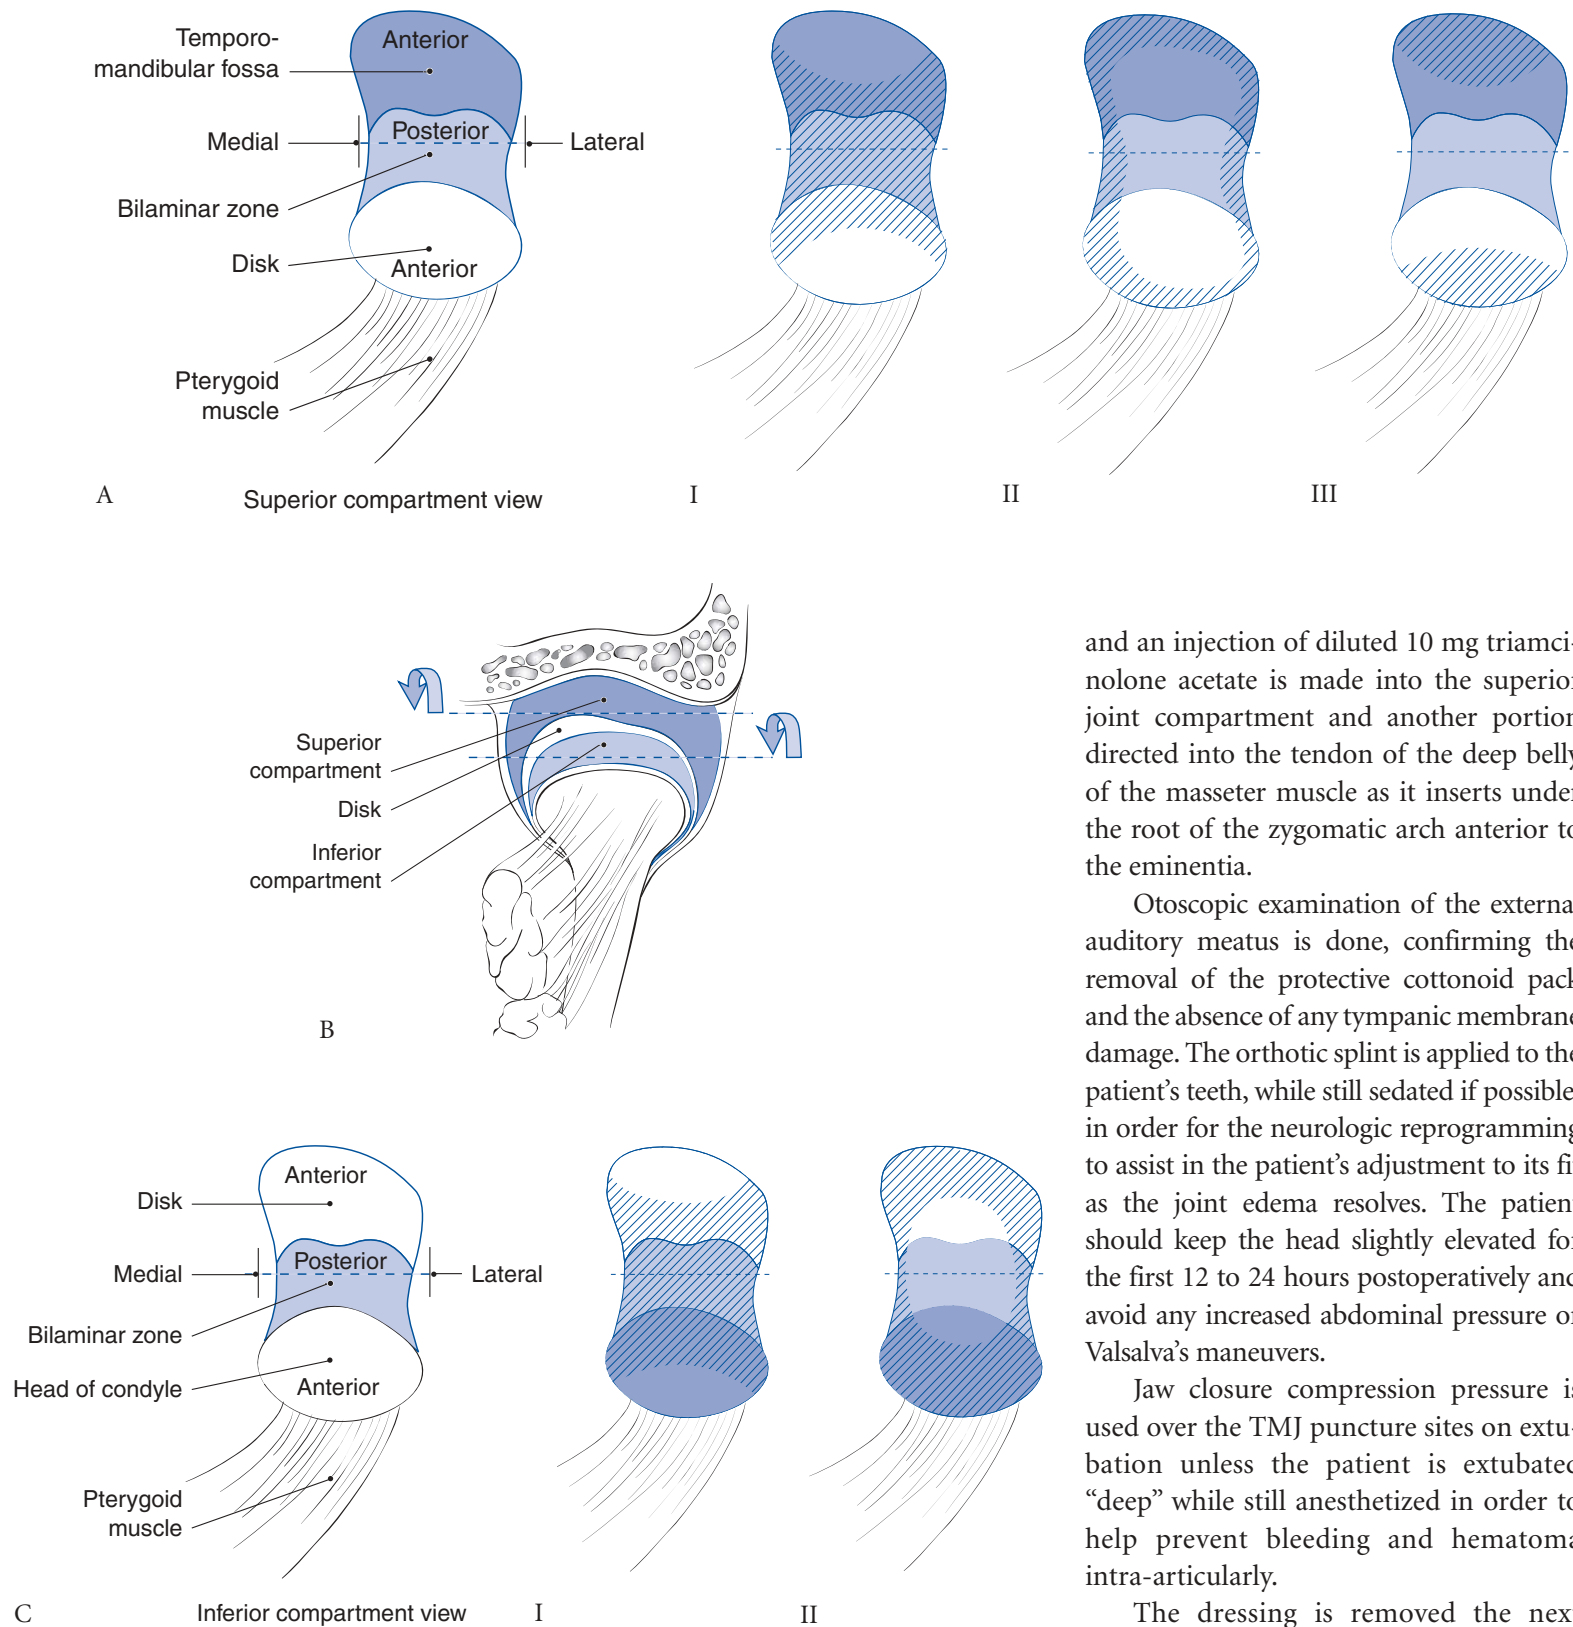 Temporo-
mandibular fossa
Anterior
Medial
Posterior
Lateral
Bilaminar zone
Disk
Anterior
Pterygoid
muscle
A
Superior compartment view
I
II
III
Superior
compartment
Disk
Inferior
compartment
B
Disk
Anterior
Medial
Posterior
Lateral
Bilaminar zone
Head of condyle
Anterior
Pterygoid
muscle
C
Inferior compartment view
I
II
and an injection of diluted 10 mg triamci-
nolone acetate is made into the superior
joint compartment and another portion
directed into the tendon of the deep belly
of the masseter muscle as it inserts under
the root of the zygomatic arch anterior to
the eminentia.
Otoscopic examination of the external
auditory meatus is done, confirming the
removal of the protective cottonoid pack
and the absence of any tympanic membrane
damage. The orthotic splint is applied to the
patient’s teeth, while still sedated if possible,
in order for the neurologic reprogramming
to assist in the patient’s adjustment to its fit
as the joint edema resolves. The patient
should keep the head slightly elevated for
the first 12 to 24 hours postoperatively and
avoid any increased abdominal pressure or
Valsalva’s maneuvers.
Jaw closure compression pressure is
used over the TMJ puncture sites on extu-
bation unless the patient is extubated
“deep” while still anesthetized in order to
help prevent bleeding and hematoma
intra-articularly.
The dressing is removed the next